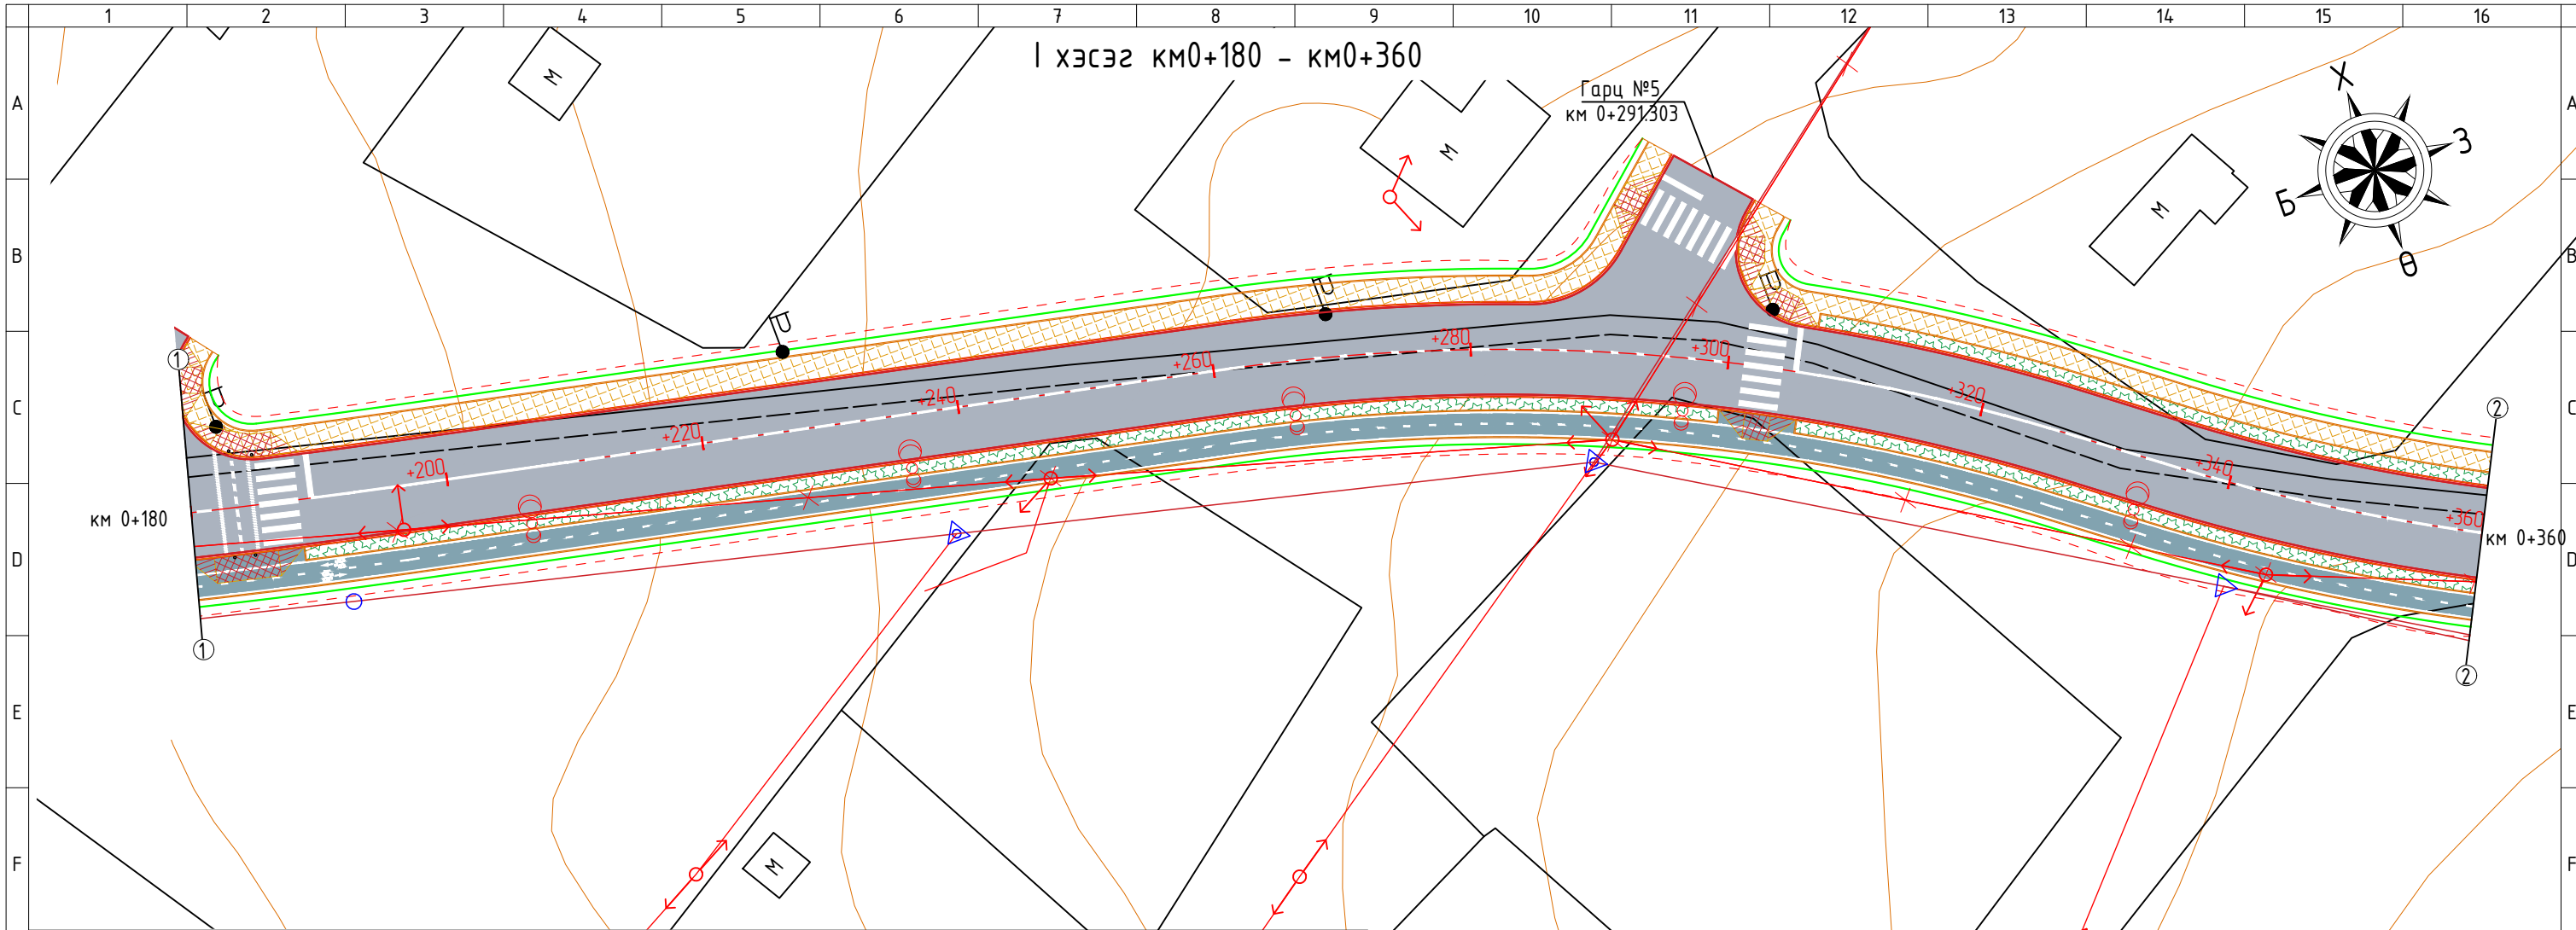 1 2 3 4 5 6 7 8 9 10 11 12 13 14 15 16
I хэсэг км0+180 - км0+360
A A
Гарц №5
км 0+291.303
М
М
М
Х
З
Б
Ө
B B
C C
1
2
+200
+220
+240
+260
+280
+300
+320
+340
+360
км 0+180
км 0+360
D D
1
2
E E
М
F F